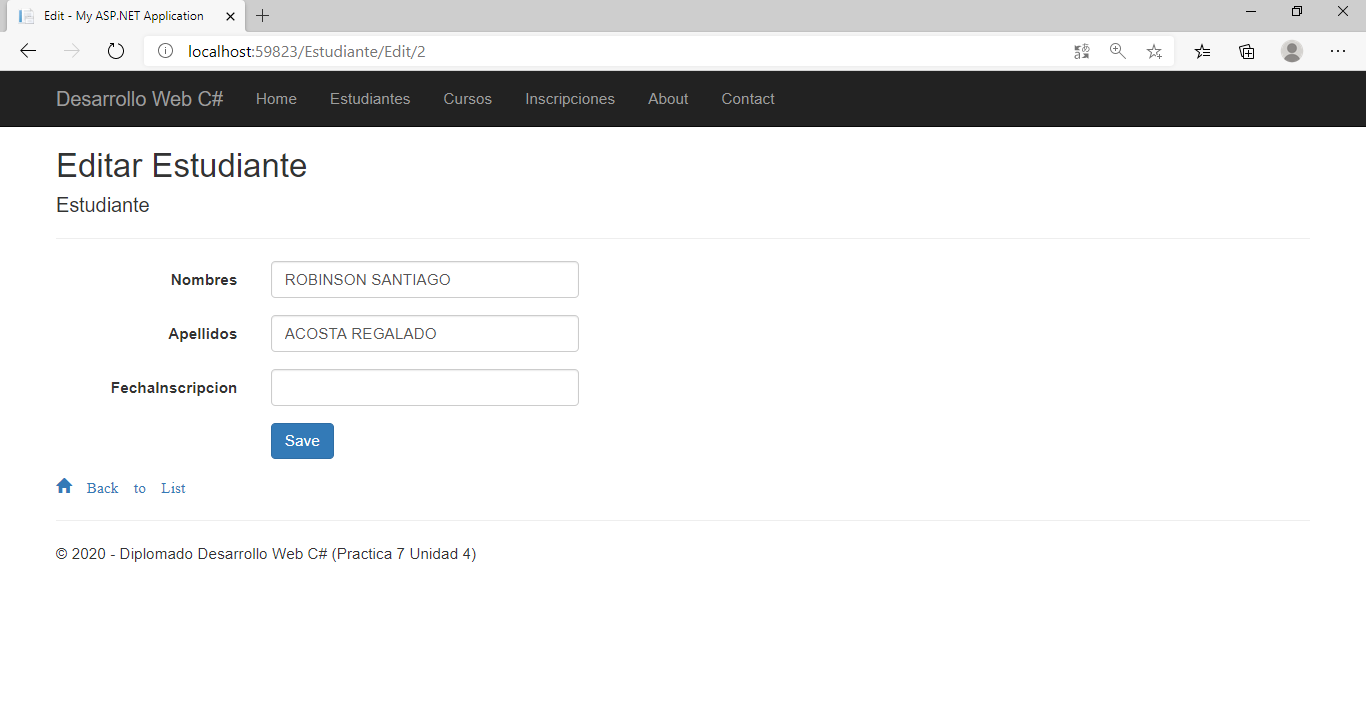 Edit - My ASP.NET Application
localhost:59823/Estudiante/Edit/2
Desarrollo Web C# Home Estudiantes Cursos Inscripciones About Contact
Editar Estudiante
Estudiante
Nombres ROBINSON SANTIAGO
Apellidos ACOSTA REGALADO
FechaInscripcion
Save
Back to List
© 2020 - Diplomado Desarrollo Web C# (Practica 7 Unidad 4)